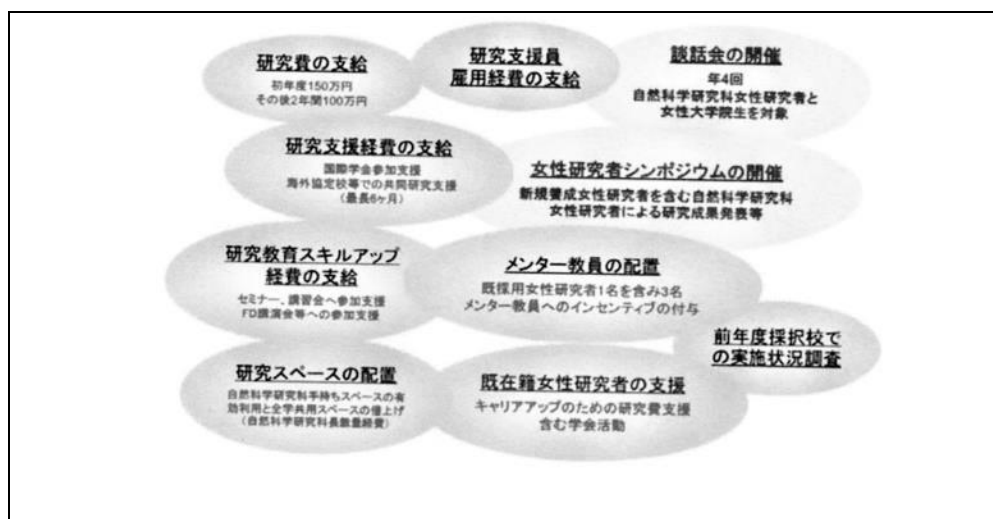 研究費の支給
初年度150万円
その後2年間100万円
研究支援員
雇用経費の支給
談話会の開催
年4回
自然科学研究科女性研究者と
女性大学院生を対象
研究支援経費の支給
国際学会参加支援
海外協定校等での共同研究支援
(最長6ヶ月)
女性研究者シンポジウムの開催
新規養成女性研究者を含む自然科学研究科
女性研究者による研究成果発表等
研究教育スキルアップ
経費の支給
セミナー、講習会へ参加支援
FD講演会等への参加支援
メンター教員の配置
既採用女性研究者1名を含み3名
メンター教員へのインセンティブの付与
前年度採択校で
の実施状況調査
研究スペースの配置
自然科学研究科手持ちスペースの有
効利用と全学共用スペースの借上げ
(自然科学研究科長裁量経費)
既在籍女性研究者の支援
キャリアアップのための研究費支援
含む学会活動